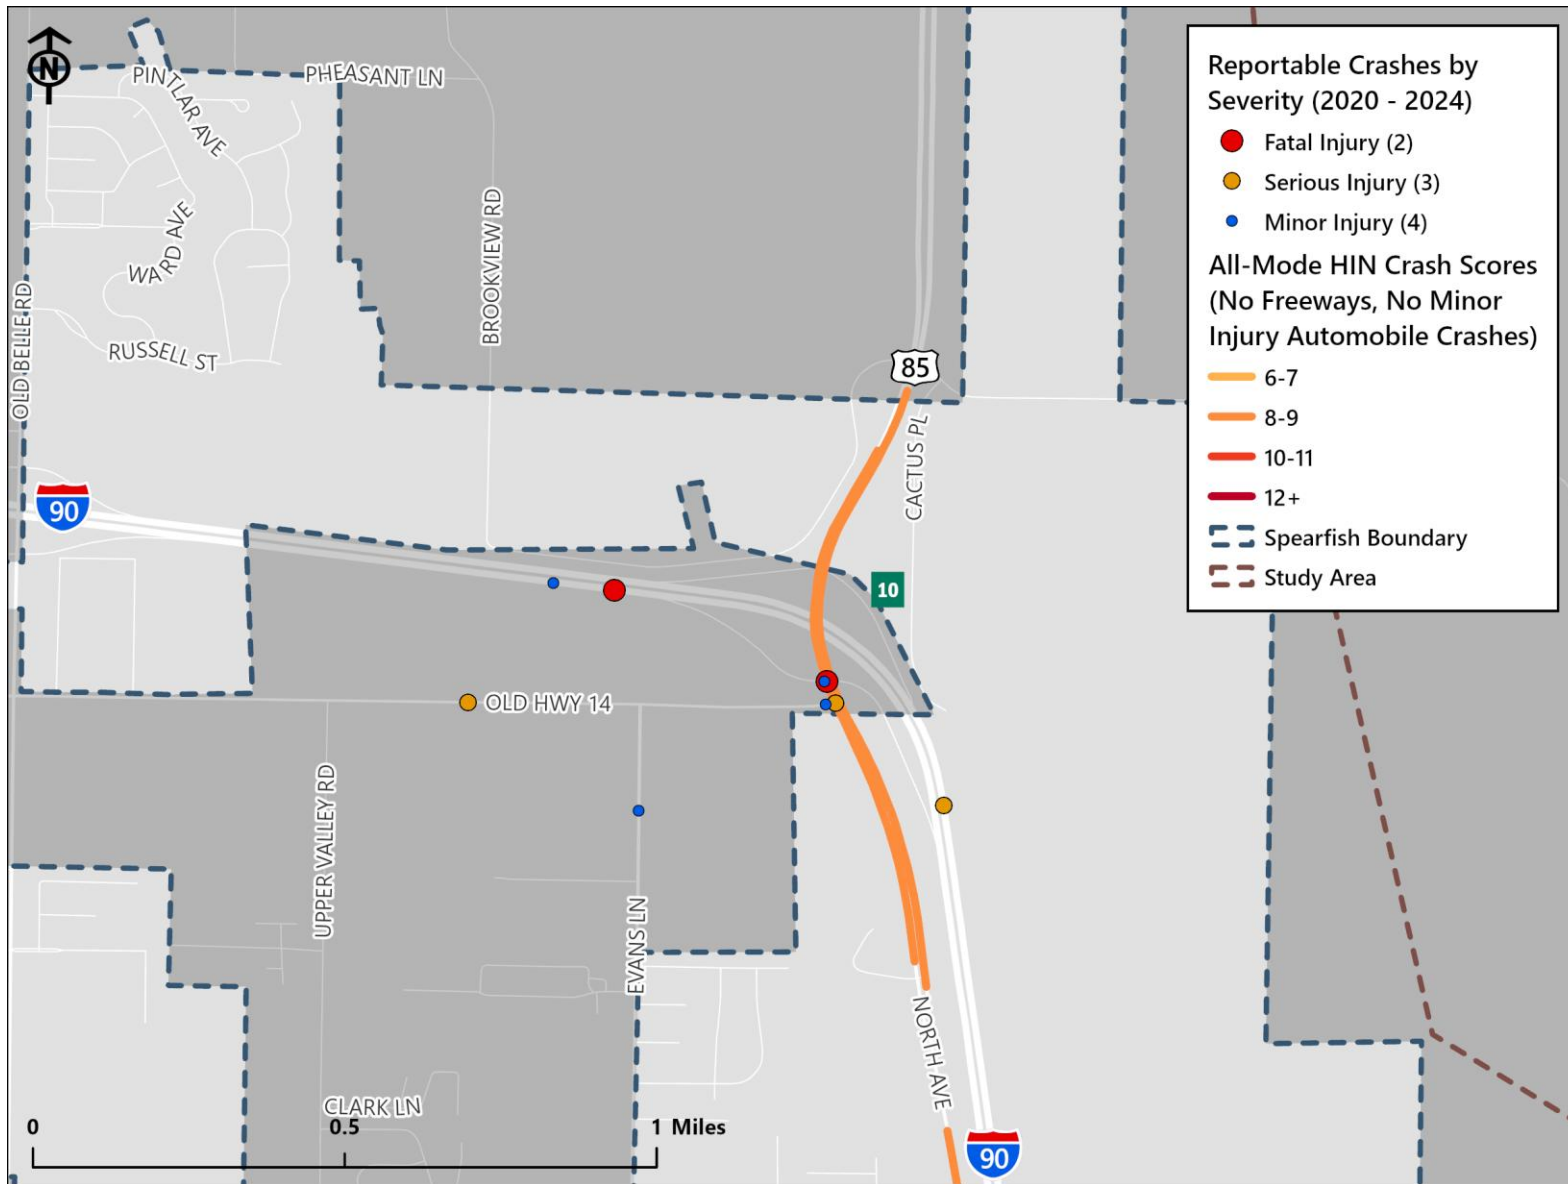 N
PINTLAR AVE
PHEASANT LN
WARD AVE
BROOKVIEW RD
OLD BELLE RD
RUSSELL ST
85
CACTUS PL
90
10
OLD HWY 14
UPPER VALLEY RD
EVANS LN
NORTH AVE
CLARK LN
90
0
0.5
1 Miles
Reportable Crashes by
Severity (2020 - 2024)
Fatal Injury (2)
Serious Injury (3)
Minor Injury (4)
All-Mode HIN Crash Scores
(No Freeways, No Minor
Injury Automobile Crashes)
6-7
8-9
10-11
12+
Spearfish Boundary
Study Area